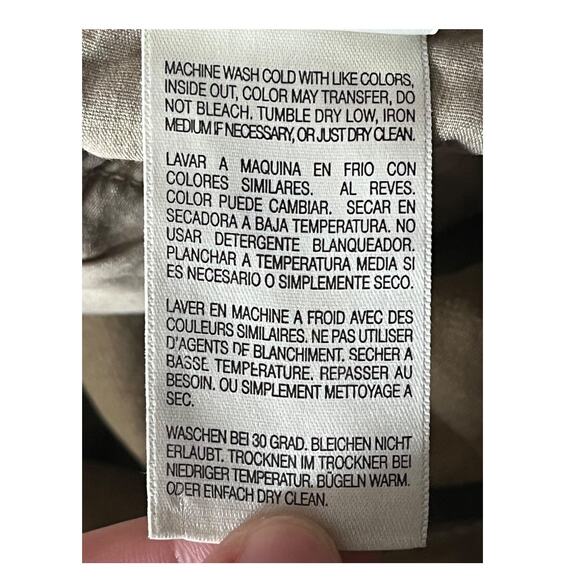 MACHINE WASH COLD WITH LIKE COLORS,
INSIDE OUT, COLOR MAY TRANSFER, DO
NOT BLEACH. TUMBLE DRY LOW, IRON
MEDIUM IF NECESSARY, OR JUST DRY CLEAN.
LAVAR A MAQUINA EN FRIO CON
COLORES SIMILARES. AL REVES.
COLOR PUEDE CAMBIAR. SECAR EN
SECADORA A BAJA TEMPERATURA. NO
USAR DETERGENTE BLANQUEADOR.
PLANCHAR A TEMPERATURA MEDIA SI
ES NECESARIO O SIMPLEMENTE SECO.
LAVER EN MACHINE A FROID AVEC DES
COULEURS SIMILAIRES. NE PAS UTILISER
D'AGENTS DE BLANCHIMENT. SECHER A
BASSE TEMPERATURE. REPASSER AU
BESOIN. OU SIMPLEMENT METTOYAGE A
SEC.
WASCHEN BEI 30 GRAD. BLEICHEN NICHT
ERLAUBT. TROCKNEN IM TROCKNER BEI
NIEDRIGER TEMPERATUR. BÜGELN WARM.
ODER EINFACH DRY CLEAN.